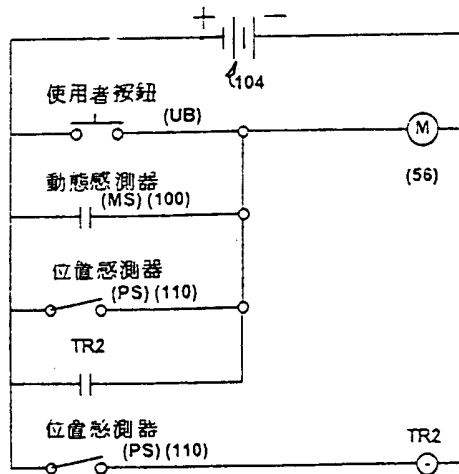 + −
104
使用者按鈕
(UB)
M
(56)
動態感測器
(MS) (100)
位置感測器
(PS) (110)
TR2
位置感測器
(PS) (110)
TR2